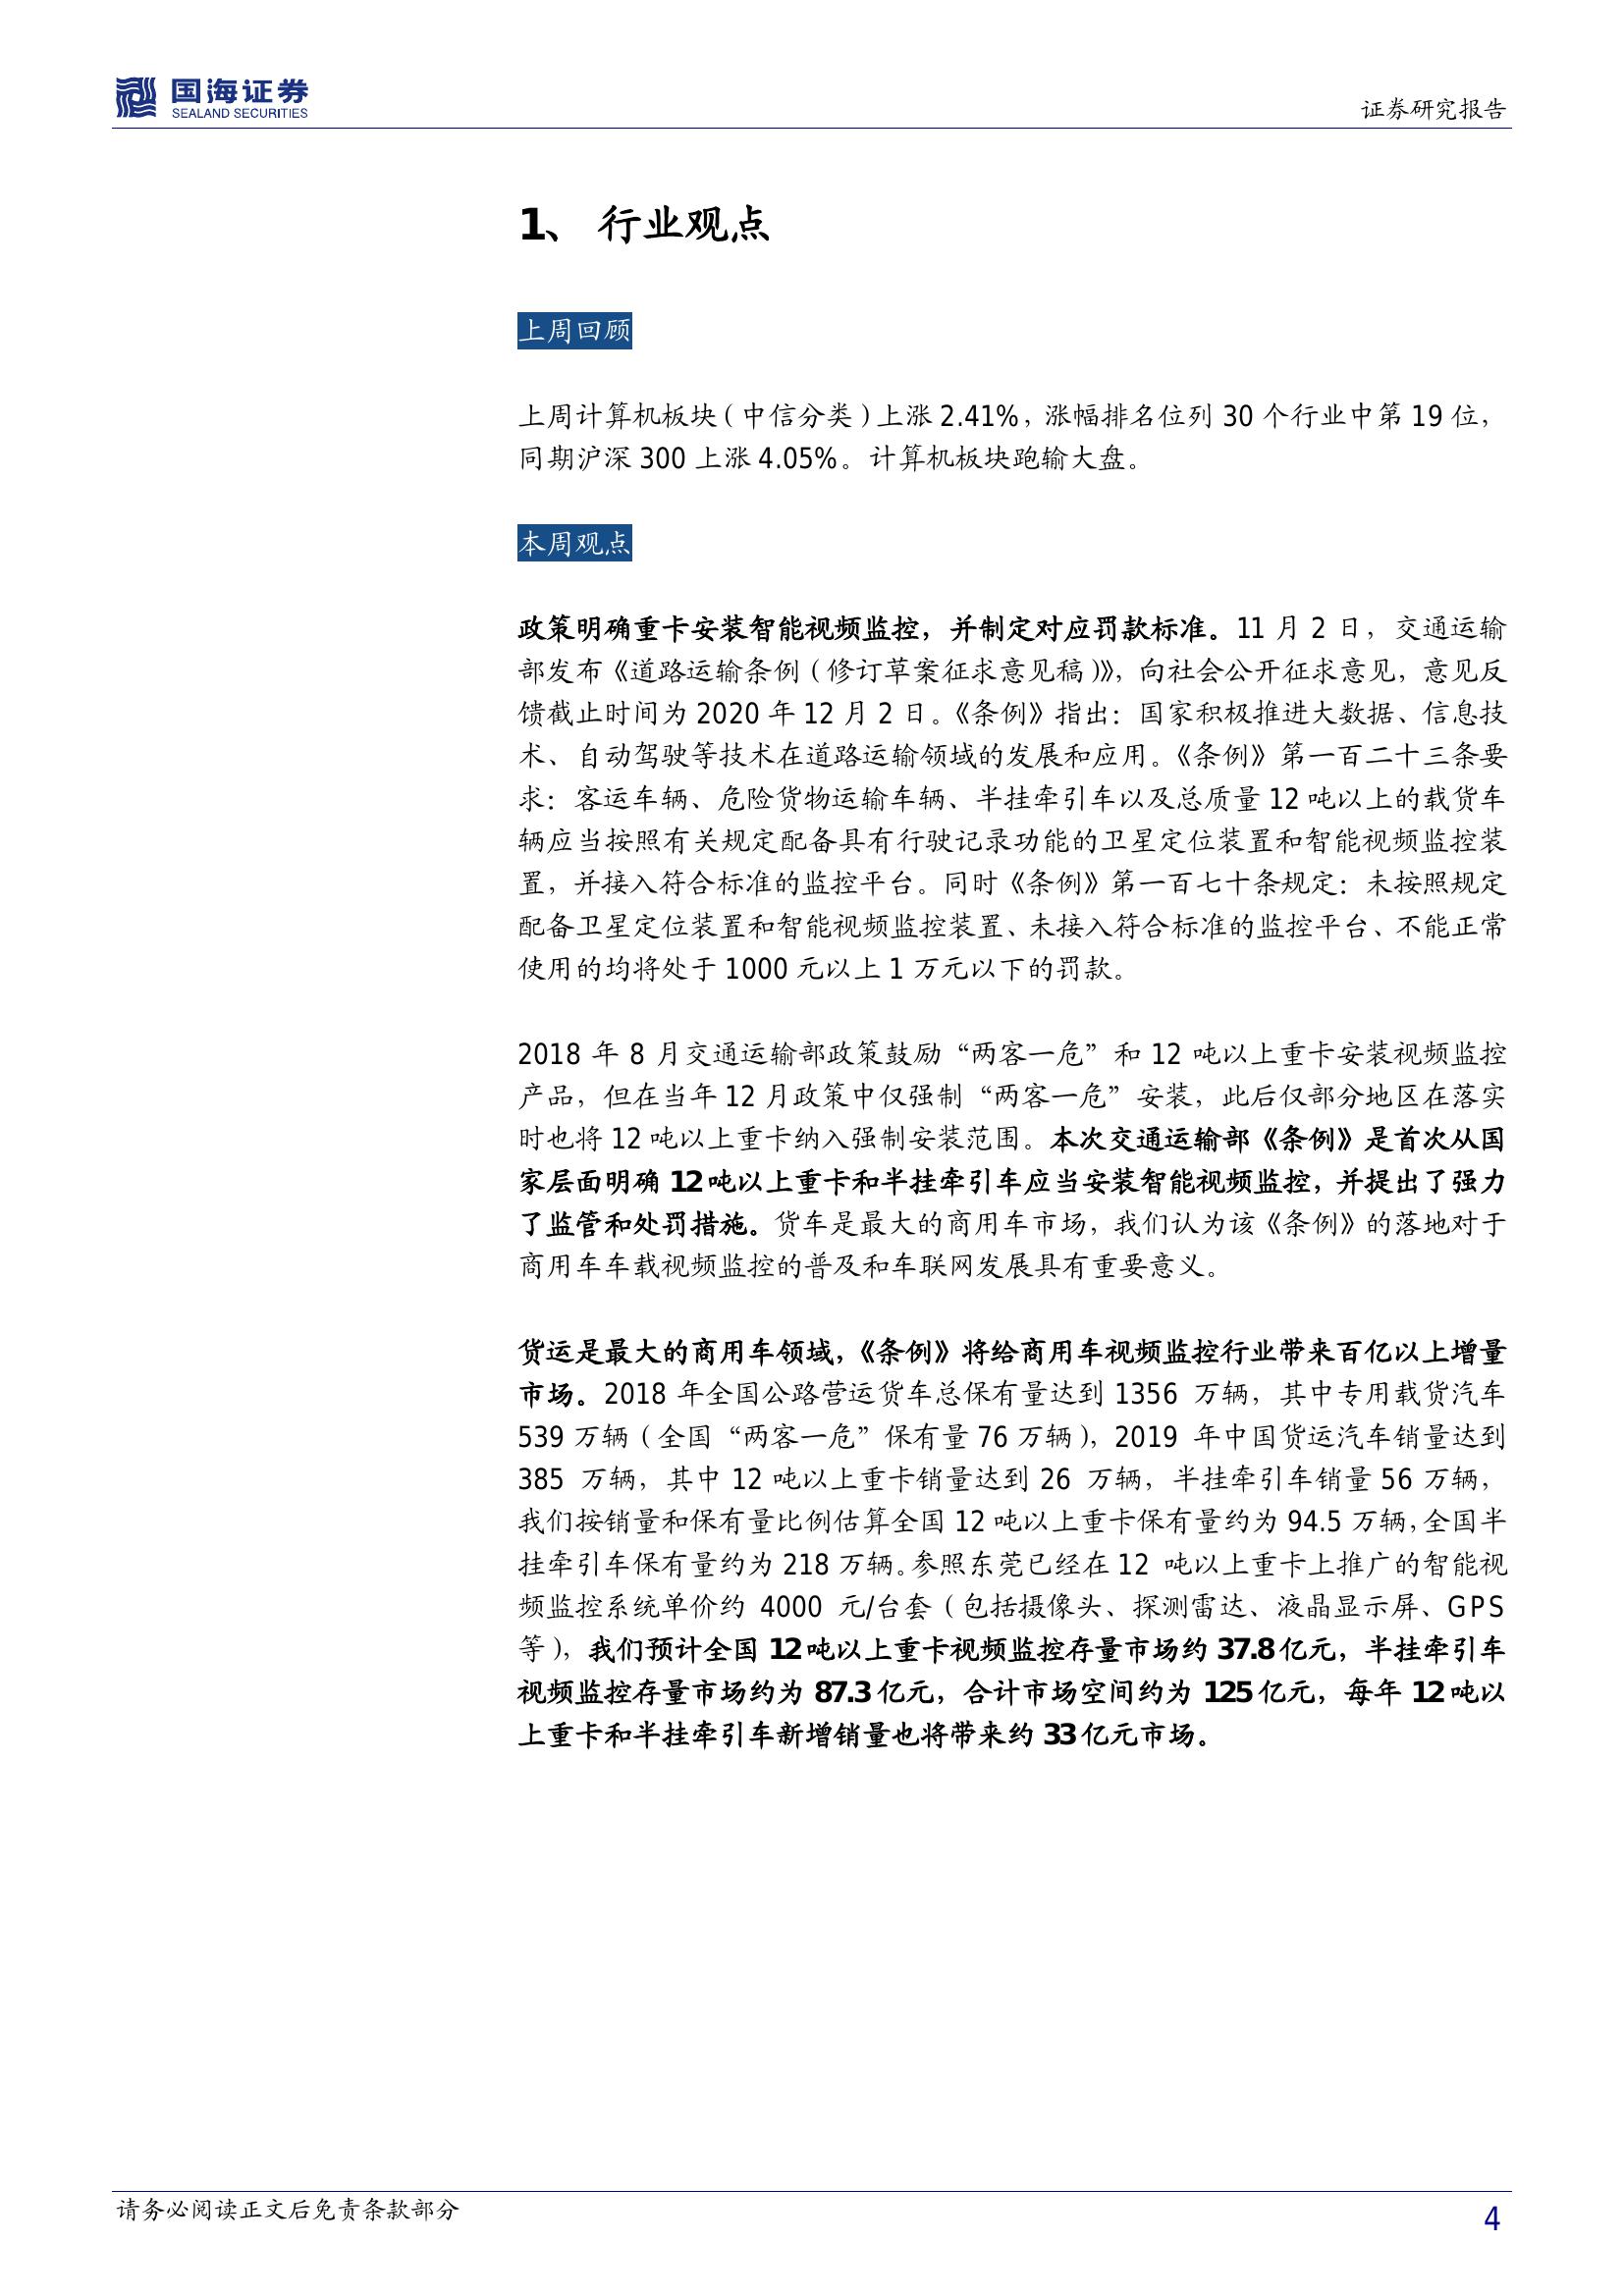 国海证券
SEALAND SECURITIES
证券研究报告
1、 行业观点
上周回顾
上周计算机板块（中信分类）上涨 2.41%，涨幅排名位列 30 个行业中第 19 位，
同期沪深 300 上涨 4.05%。计算机板块跑输大盘。
本周观点
政策明确重卡安装智能视频监控，并制定对应罚款标准。11 月 2 日，交通运输
部发布《道路运输条例（修订草案征求意见稿）》，向社会公开征求意见，意见反
馈截止时间为 2020 年 12 月 2 日。《条例》指出：国家积极推进大数据、信息技
术、自动驾驶等技术在道路运输领域的发展和应用。《条例》第一百二十三条要
求：客运车辆、危险货物运输车辆、半挂牵引车以及总质量 12 吨以上的载货车
辆应当按照有关规定配备具有行驶记录功能的卫星定位装置和智能视频监控装
置，并接入符合标准的监控平台。同时《条例》第一百七十条规定：未按照规定
配备卫星定位装置和智能视频监控装置、未接入符合标准的监控平台、不能正常
使用的均将处于 1000 元以上 1 万元以下的罚款。
2018 年 8 月交通运输部政策鼓励“两客一危”和 12 吨以上重卡安装视频监控
产品，但在当年 12 月政策中仅强制“两客一危”安装，此后仅部分地区在落实
时也将 12 吨以上重卡纳入强制安装范围。本次交通运输部《条例》是首次从国
家层面明确 12 吨以上重卡和半挂牵引车应当安装智能视频监控，并提出了强力
了监管和处罚措施。货车是最大的商用车市场，我们认为该《条例》的落地对于
商用车车载视频监控的普及和车联网发展具有重要意义。
货运是最大的商用车领域，《条例》将给商用车视频监控行业带来百亿以上增量
市场。2018 年全国公路营运货车总保有量达到 1356 万辆，其中专用载货汽车
539 万辆（全国“两客一危”保有量 76 万辆），2019 年中国货运汽车销量达到
385 万辆，其中 12 吨以上重卡销量达到 26 万辆，半挂牵引车销量 56 万辆，
我们按销量和保有量比例估算全国 12 吨以上重卡保有量约为 94.5 万辆，全国半
挂牵引车保有量约为 218 万辆。参照东莞已经在 12 吨以上重卡上推广的智能视
频监控系统单价约 4000 元/台套（包括摄像头、探测雷达、液晶显示屏、GPS
等），我们预计全国 12 吨以上重卡视频监控存量市场约 37.8 亿元，半挂牵引车
视频监控存量市场约为 87.3 亿元，合计市场空间约为 125 亿元，每年 12 吨以
上重卡和半挂牵引车新增销量也将带来约 33 亿元市场。
请务必阅读正文后免责条款部分
4